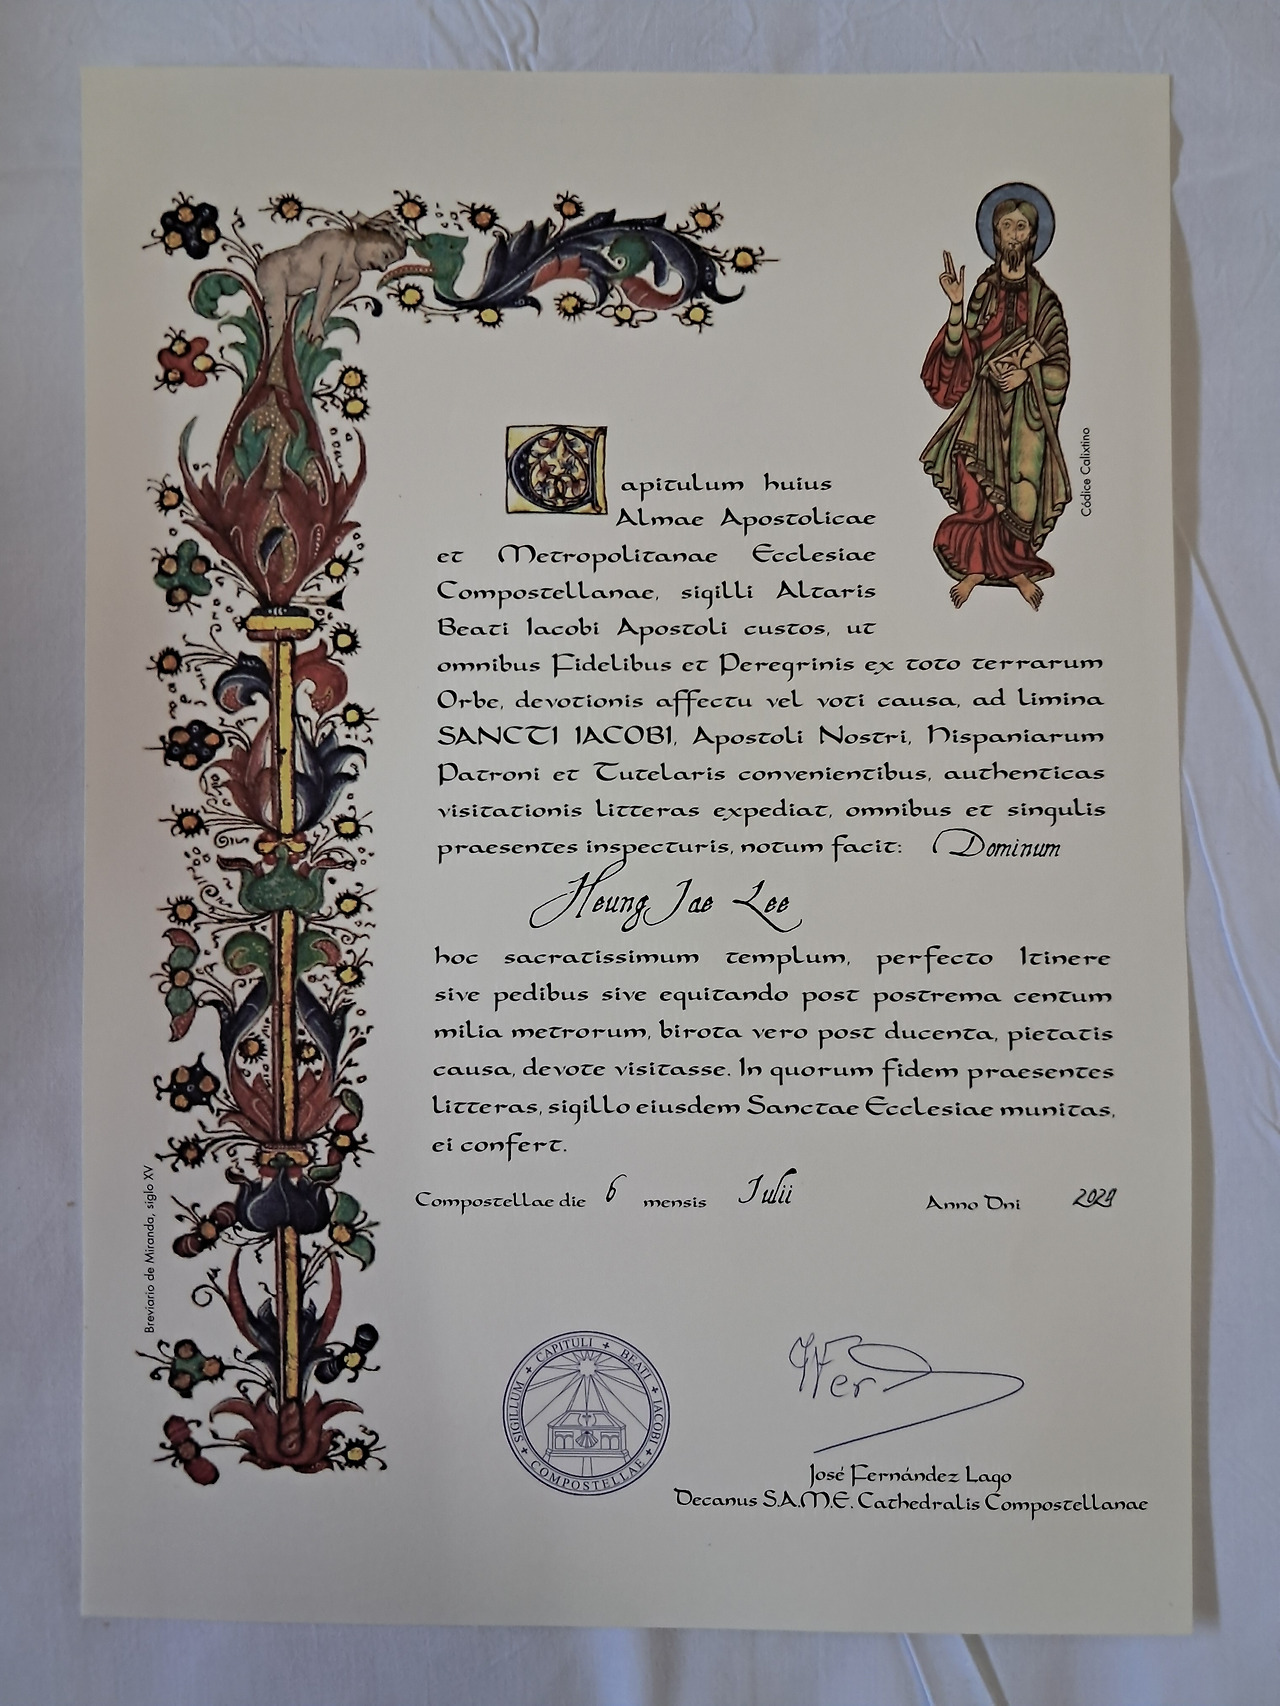 Capitulum huius
Almae Apostolicae
et Metropolitanae Ecclesiae
Compostellanae, sigilli Altaris
Beati Iacobi Apostoli custos, ut
omnibus Fidelibus et Peregrinis ex toto terrarum
Orbe, devotionis affectu vel voti causa, ad limina
SANCTI IACOBI, Apostoli Nostri, Hispaniarum
Patroni et Tutelaris convenientibus, authenticas
visitationis litteras expediat, omnibus et singulis
praesentes inspecturis, notum facit: Dominum
Heung Jae Lee
hoc sacratissimum templum, perfecto Itinere
sive pedibus sive equitando post postrema centum
milia metrorum, birota vero post ducenta, pietatis
causa, devote visitasse. In quorum fidem praesentes
litteras, sigillo eiusdem Sanctae Ecclesiae munitas,
ei confert.
Compostellae die 6 mensis Iulii Anno Dni 2024
Códice Calixtino
Breviario de Miranda, siglo XV
SIGILLUM + CAPITULI + BEATI + IACOBI + COMPOSTELLAE +
José Fernández Lago
Decanus S.A.M.E. Cathedralis Compostellanae